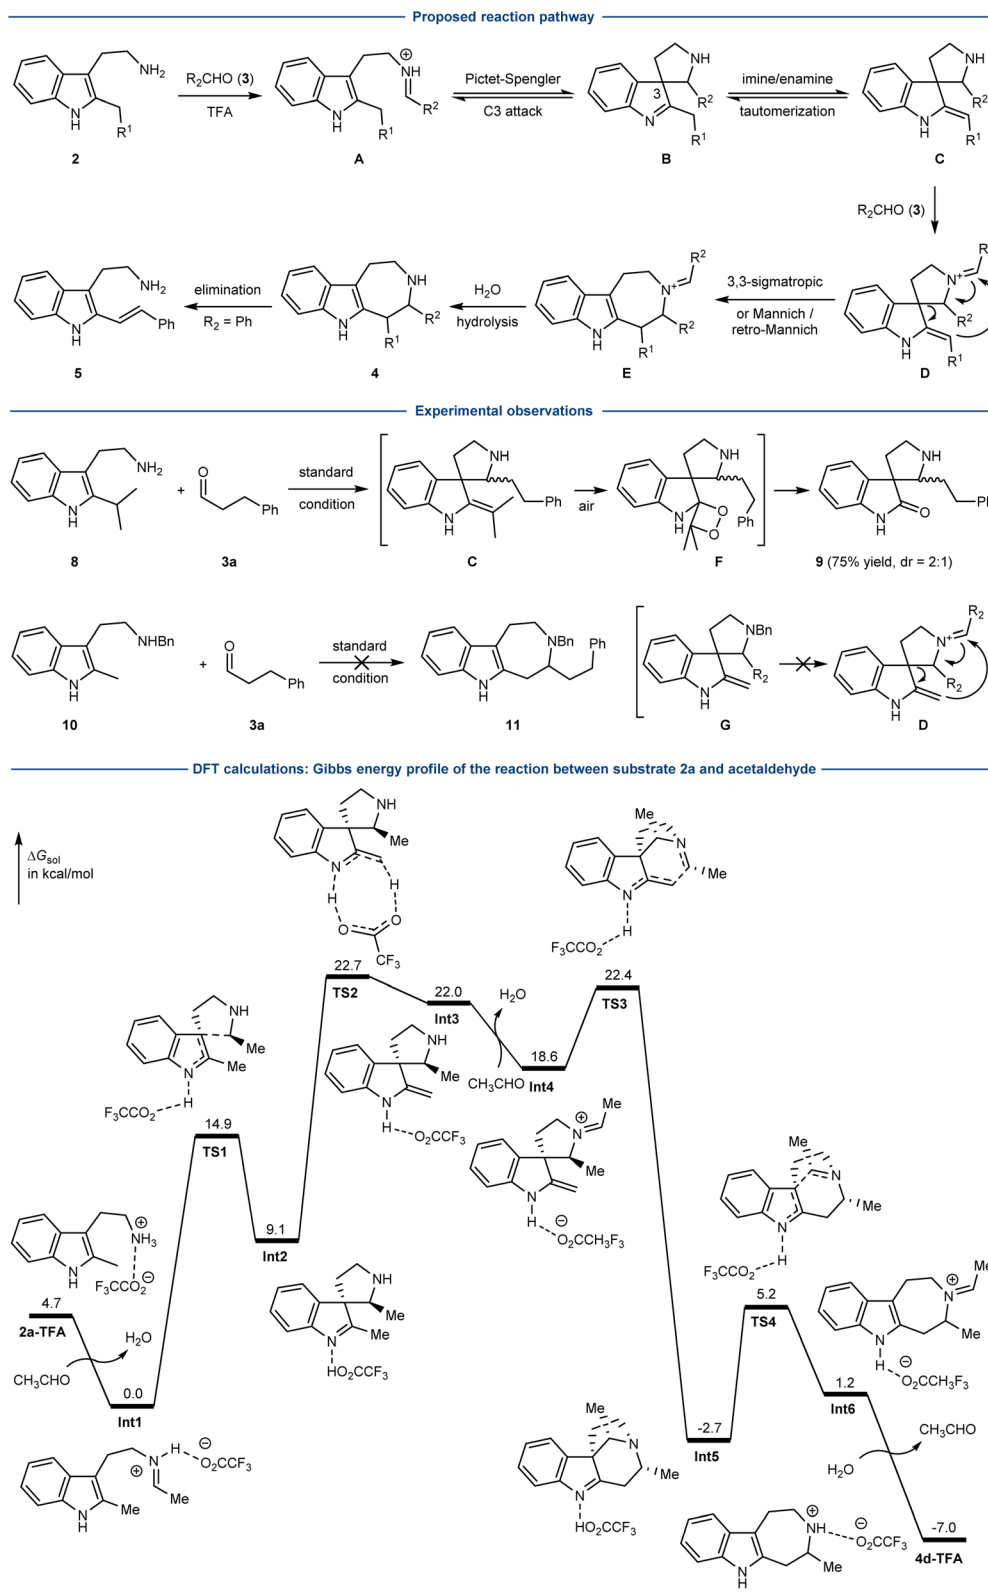 Proposed reaction pathway
NH2
N
H
R1
2
R2CHO (3)
TFA
⊕
NH
R2
N
H
R1
A
Pictet-Spengler
C3 attack
NH
3
R2
N
R1
B
imine/enamine
tautomerization
NH
R2
N
H
R1
C
R2CHO (3)
NH2
N
H
Ph
5
elimination
R2 = Ph
NH
R2
N
H
R1
4
H2O
hydrolysis
R2
N+
R2
N
H
R1
E
3,3-sigmatropic
or Mannich /
retro-Mannich
R
N+
R2
N
H
R1
D
Experimental observations
NH2
N
H
8
+
O
Ph
3a
standard
condition
NH
Ph
N
H
C
air
NH
Ph
NH
O
O
F
NH
Ph
O
N
H
9 (75% yield, dr = 2:1)
NHBn
N
H
10
+
O
Ph
3a
standard
condition
Ph
NBn
N
H
11
NBn
R2
N
H
G
R2
N+
R2
N
H
D
DFT calculations: Gibbs energy profile of the reaction between substrate 2a and acetaldehyde
ΔGsol
in kcal/mol
NH
Me
N
H
H
O
O
CF3
22.7
TS2
22.0
Int3
NH
Me
N
H
O2CCF3
H2O
CH3CHO
18.6
Int4
Me
⊕
N
Me
N
H
⊖
O2CCH3F3
Me
N
Me
N
H
F3CCO2
22.4
TS3
NH
Me
N
H
F3CCO2
14.9
TS1
9.1
Int2
NH
Me
Me
N
HO2CCF3
⊕
NH3
N
H
F3CCO2
⊖
4.7
2a-TFA
H2O
CH3CHO
0.0
Int1
H
⊖
O2CCF3
N
⊕
Me
N
H
Me
Me
N
Me
N
H
F3CCO2
5.2
TS4
Me
⊕
N
Me
N
H
⊖
O2CCH3F3
1.2
Int6
-2.7
Int5
Me
N
Me
N
HO2CCF3
CH3CHO
H2O
⊕
NH
⊖
O2CCF3
Me
N
H
-7.0
4d-TFA